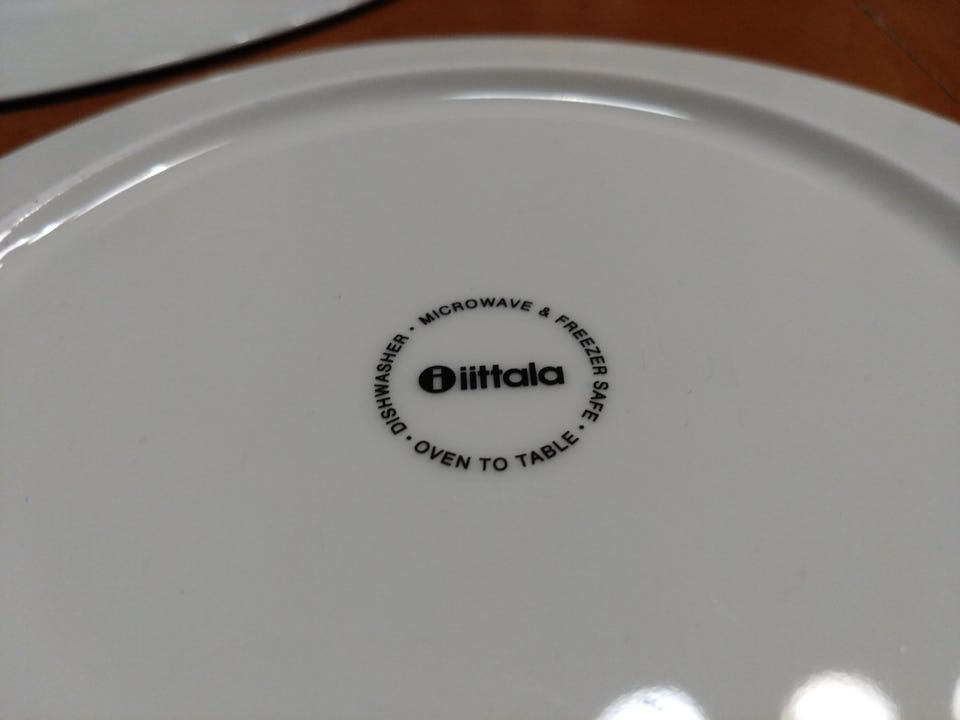 DISHWASHER · MICROWAVE & FREEZER SAFE · OVEN TO TABLE ·
i iittala